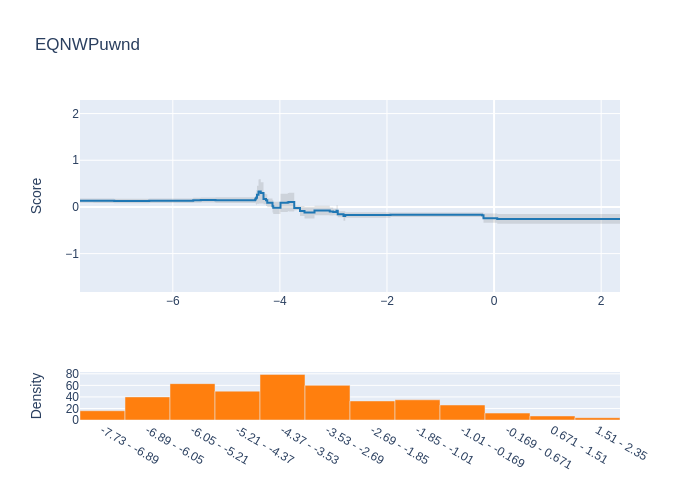 EQNWPuwnd
Score
2
1
0
−1
−6
−4
−2
0
2
Density
80
60
40
20
0
-7.73 - -6.89
-6.89 - -6.05
-6.05 - -5.21
-5.21 - -4.37
-4.37 - -3.53
-3.53 - -2.69
-2.69 - -1.85
-1.85 - -1.01
-1.01 - -0.169
-0.169 - 0.671
0.671 - 1.51
1.51 - 2.35